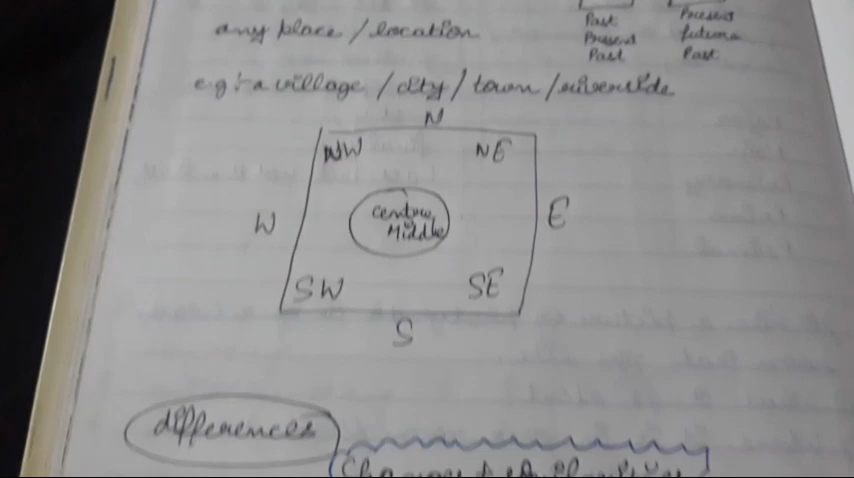 any place / location
Past
Present
Past
Present
future
Past
e.g :- a village / city / town / riverside
N
NW
NE
W
Centre
Middle
E
SW
SE
S
differences